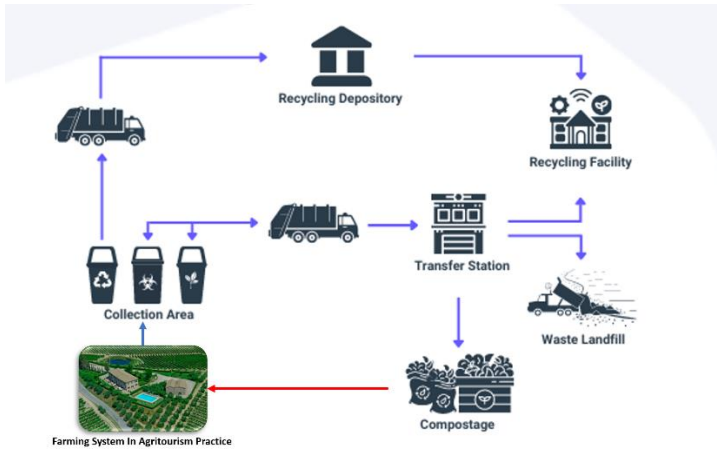 Recycling Depository
Recycling Facility
Transfer Station
Collection Area
Waste Landfill
Compostage
Farming System In Agritourism Practice